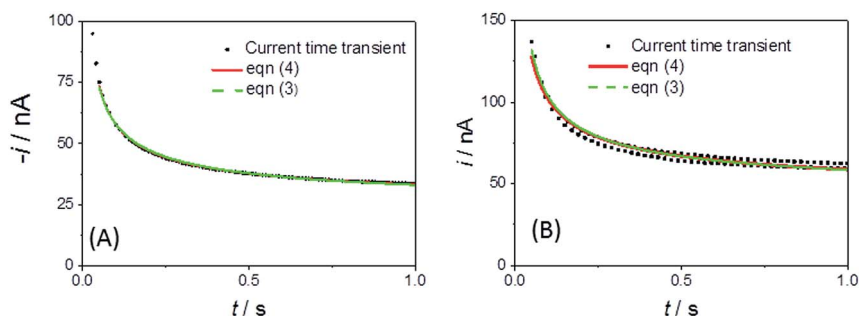 100
75
50
25
0
-i / nA
Current time transient
eqn (4)
eqn (3)
(A)
0.0
0.5
1.0
t / s
150
100
50
0
i / nA
Current time transient
eqn (4)
eqn (3)
(B)
0.0
0.5
1.0
t / s